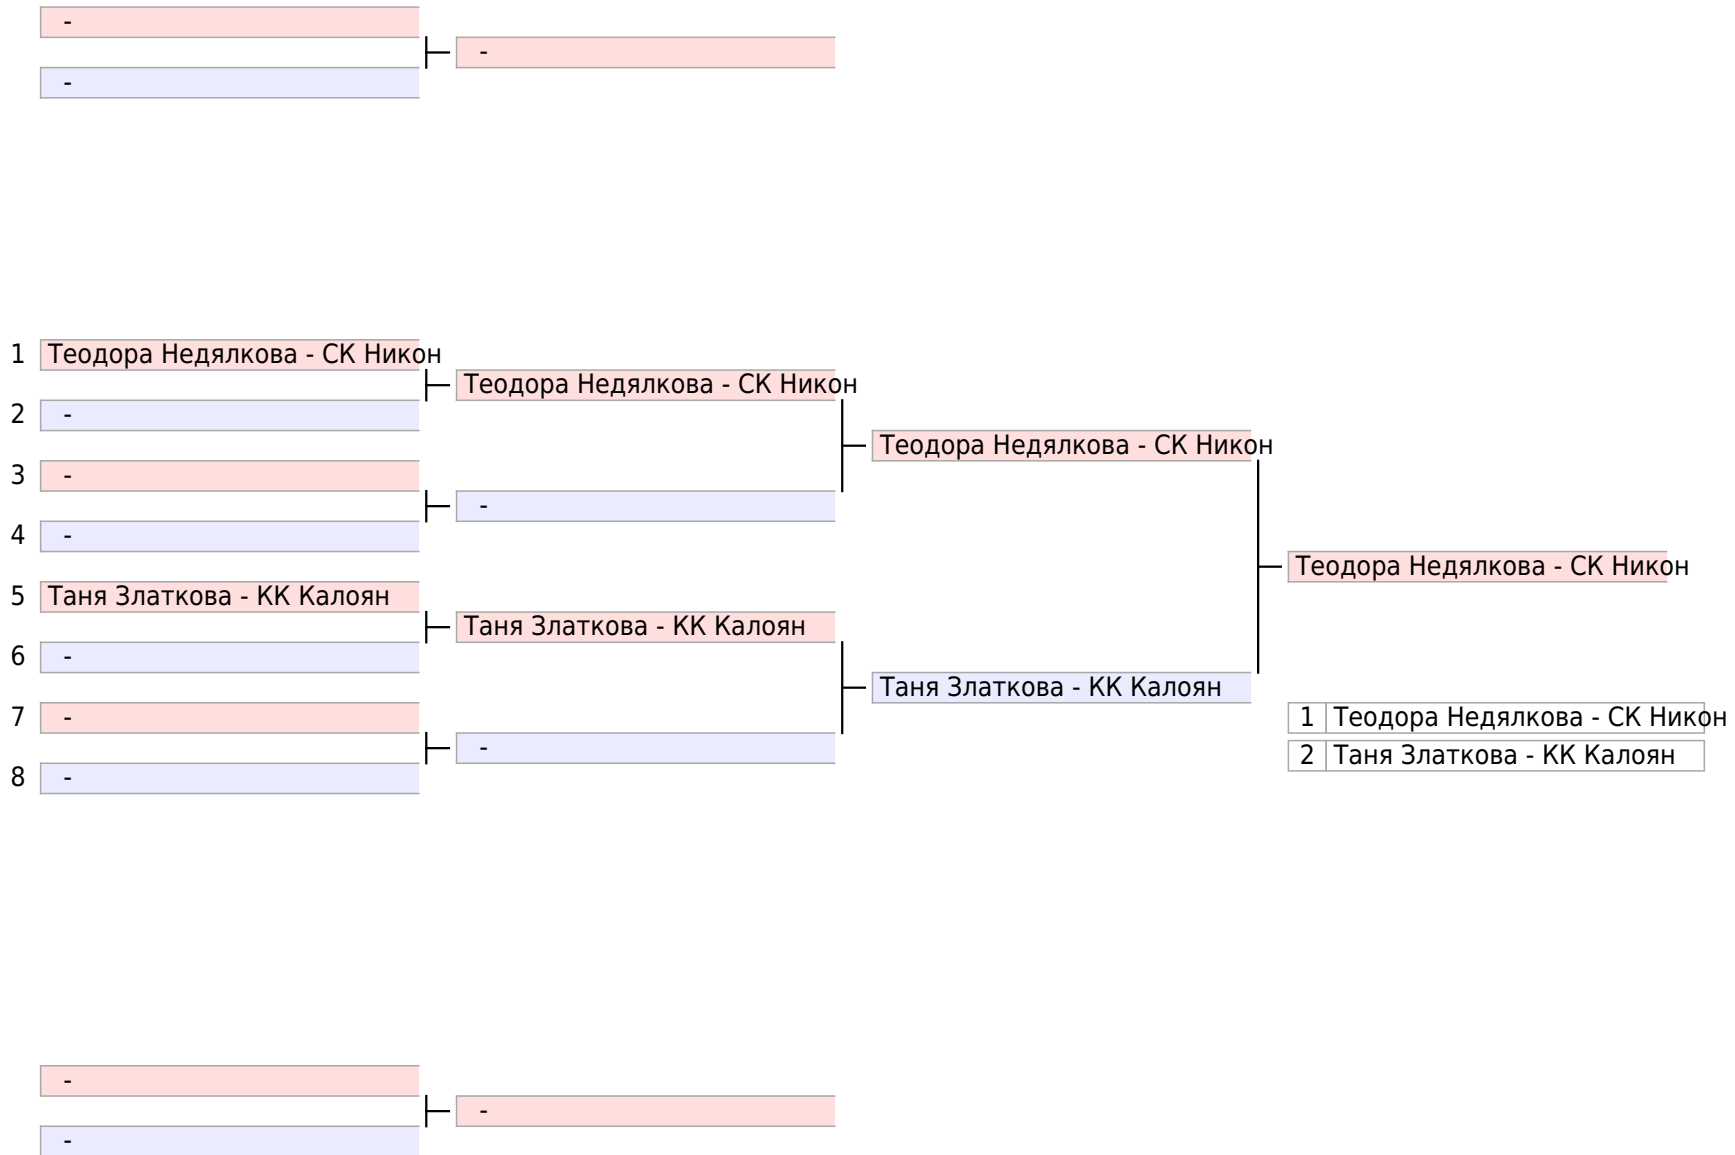 -
-
-
1 Теодора Недялкова - СК Никон
Теодора Недялкова - СК Никон
2 -
Теодора Недялкова - СК Никон
3 -
-
4 -
Теодора Недялкова - СК Никон
5 Таня Златкова - КК Калоян
Таня Златкова - КК Калоян
6 -
Таня Златкова - КК Калоян
7 -
1 Теодора Недялкова - СК Никон
-
2 Таня Златкова - КК Калоян
8 -
-
-
-